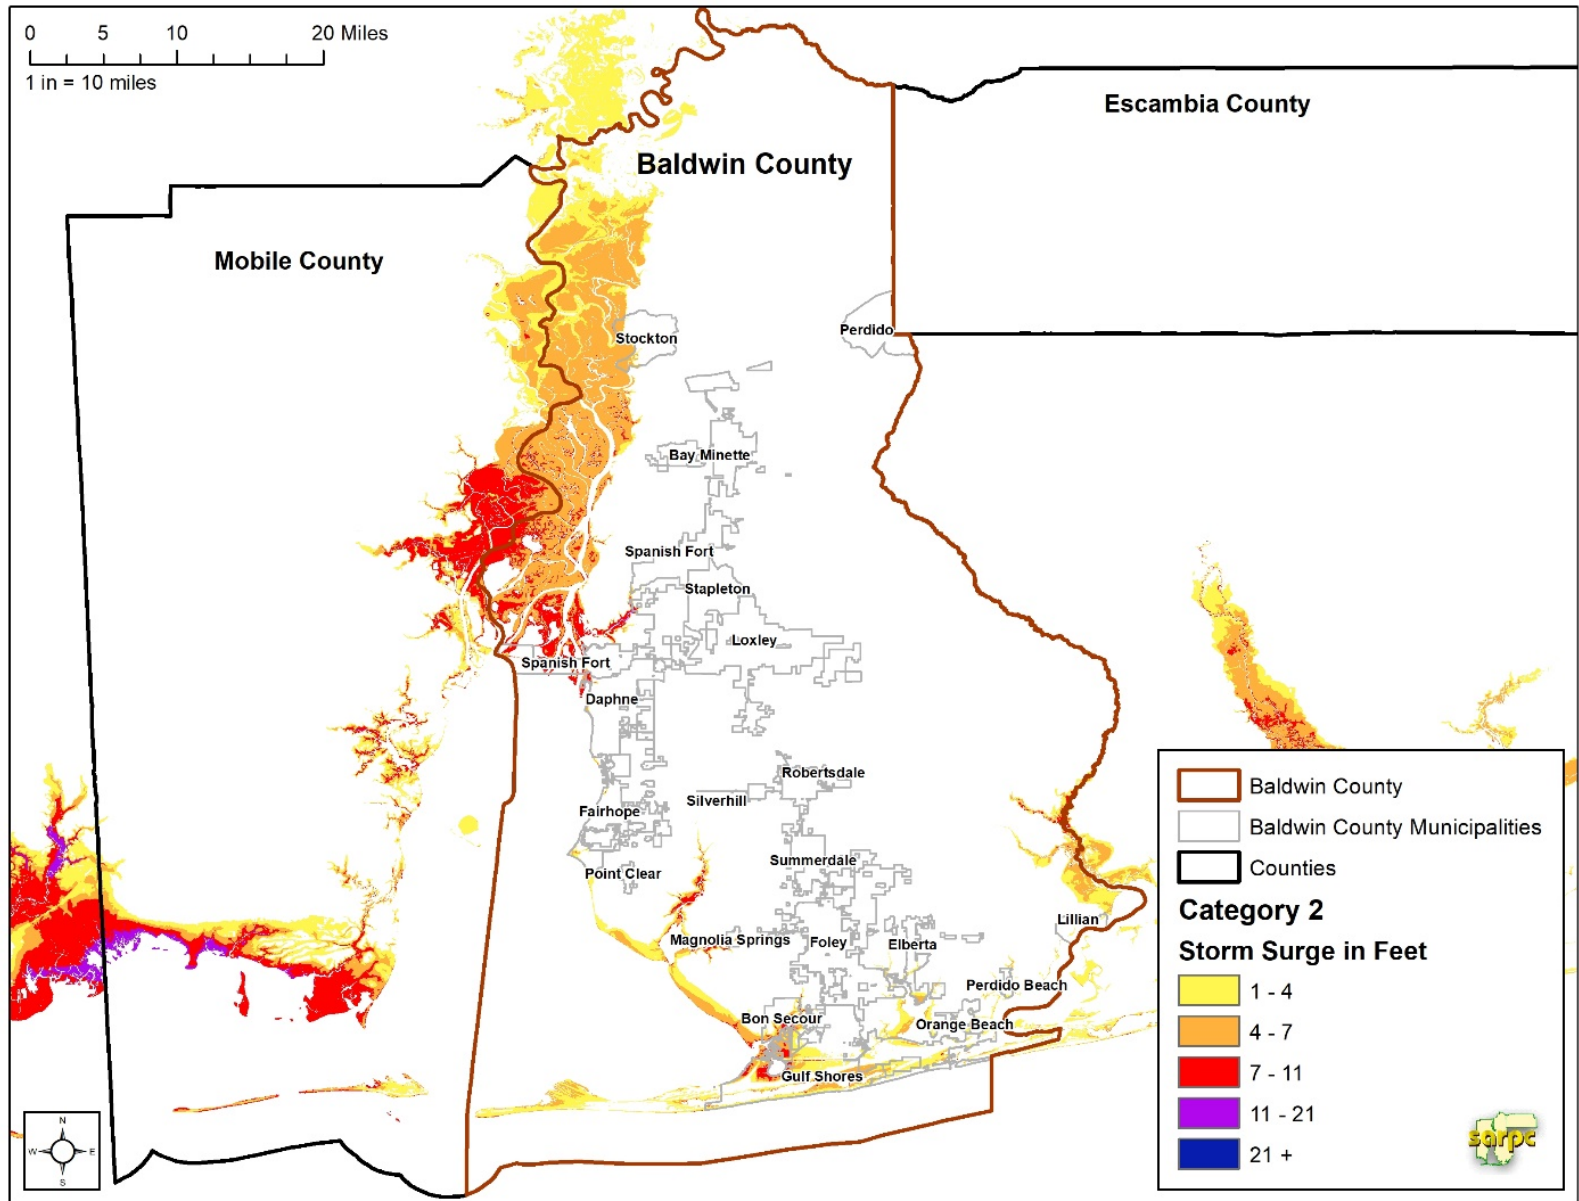 0 5 10 20 Miles
1 in = 10 miles
Escambia County
Baldwin County
Mobile County
Perdido
Stockton
Bay Minette
Spanish Fort
Stapleton
Loxley
Spanish Fort
Daphne
Robertsdale
Silverhill
Fairhope
Summerdale
Point Clear
Lillian
Magnolia Springs
Foley
Elberta
Perdido Beach
Bon Secour
Orange Beach
Gulf Shores
Baldwin County
Baldwin County Municipalities
Counties
Category 2
Storm Surge in Feet
1 - 4
4 - 7
7 - 11
11 - 21
21 +
N
W E
S
sarpc